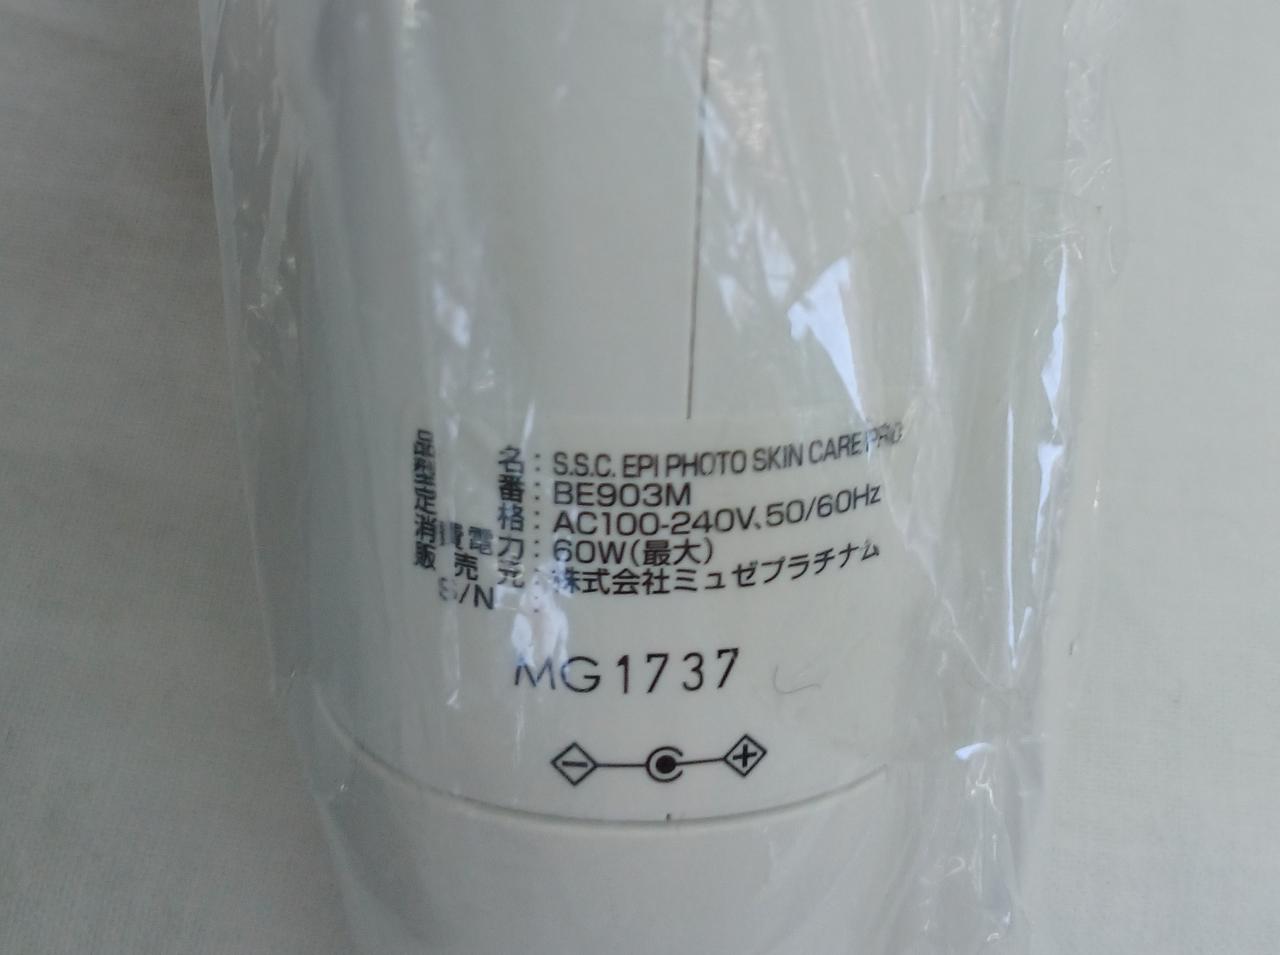 品名：S.S.C. EPI PHOTO SKIN CARE PRO
型番：BE903M
定格：AC100-240V、50/60Hz
消費電力：60W（最大）
販売元：株式会社ミュゼプラチナム
S/N
MG1737